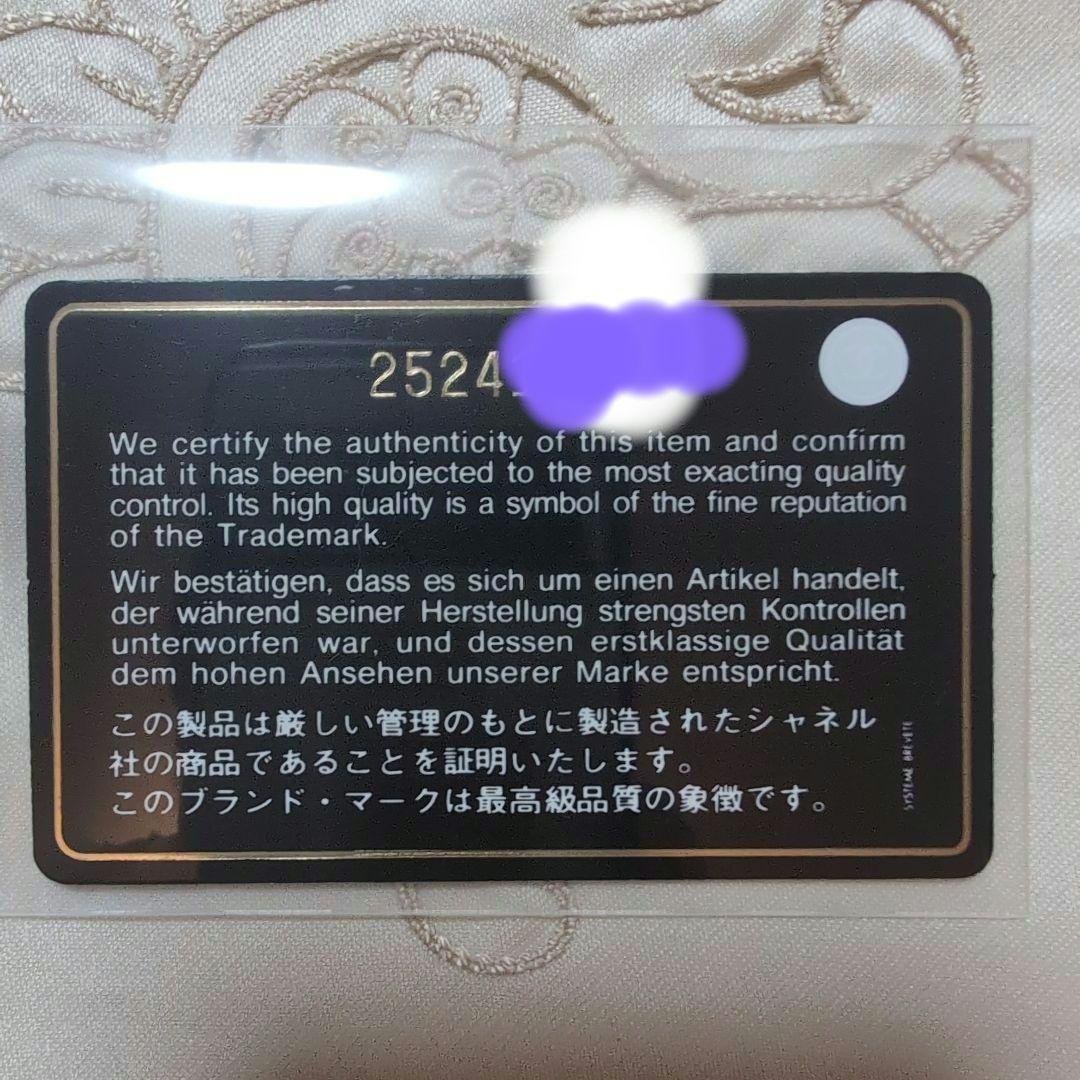 2524
We certify the authenticity of this item and confirm
that it has been subjected to the most exacting quality
control. Its high quality is a symbol of the fine reputation
of the Trademark.
Wir bestätigen, dass es sich um einen Artikel handelt,
der während seiner Herstellung strengsten Kontrollen
unterworfen war, und dessen erstklassige Qualität
dem hohen Ansehen unserer Marke entspricht.
この製品は厳しい管理のもとに製造されたシャネル
社の商品であることを証明いたします。
このブランド・マークは最高級品質の象徴です。
SYSTEME BREVETE